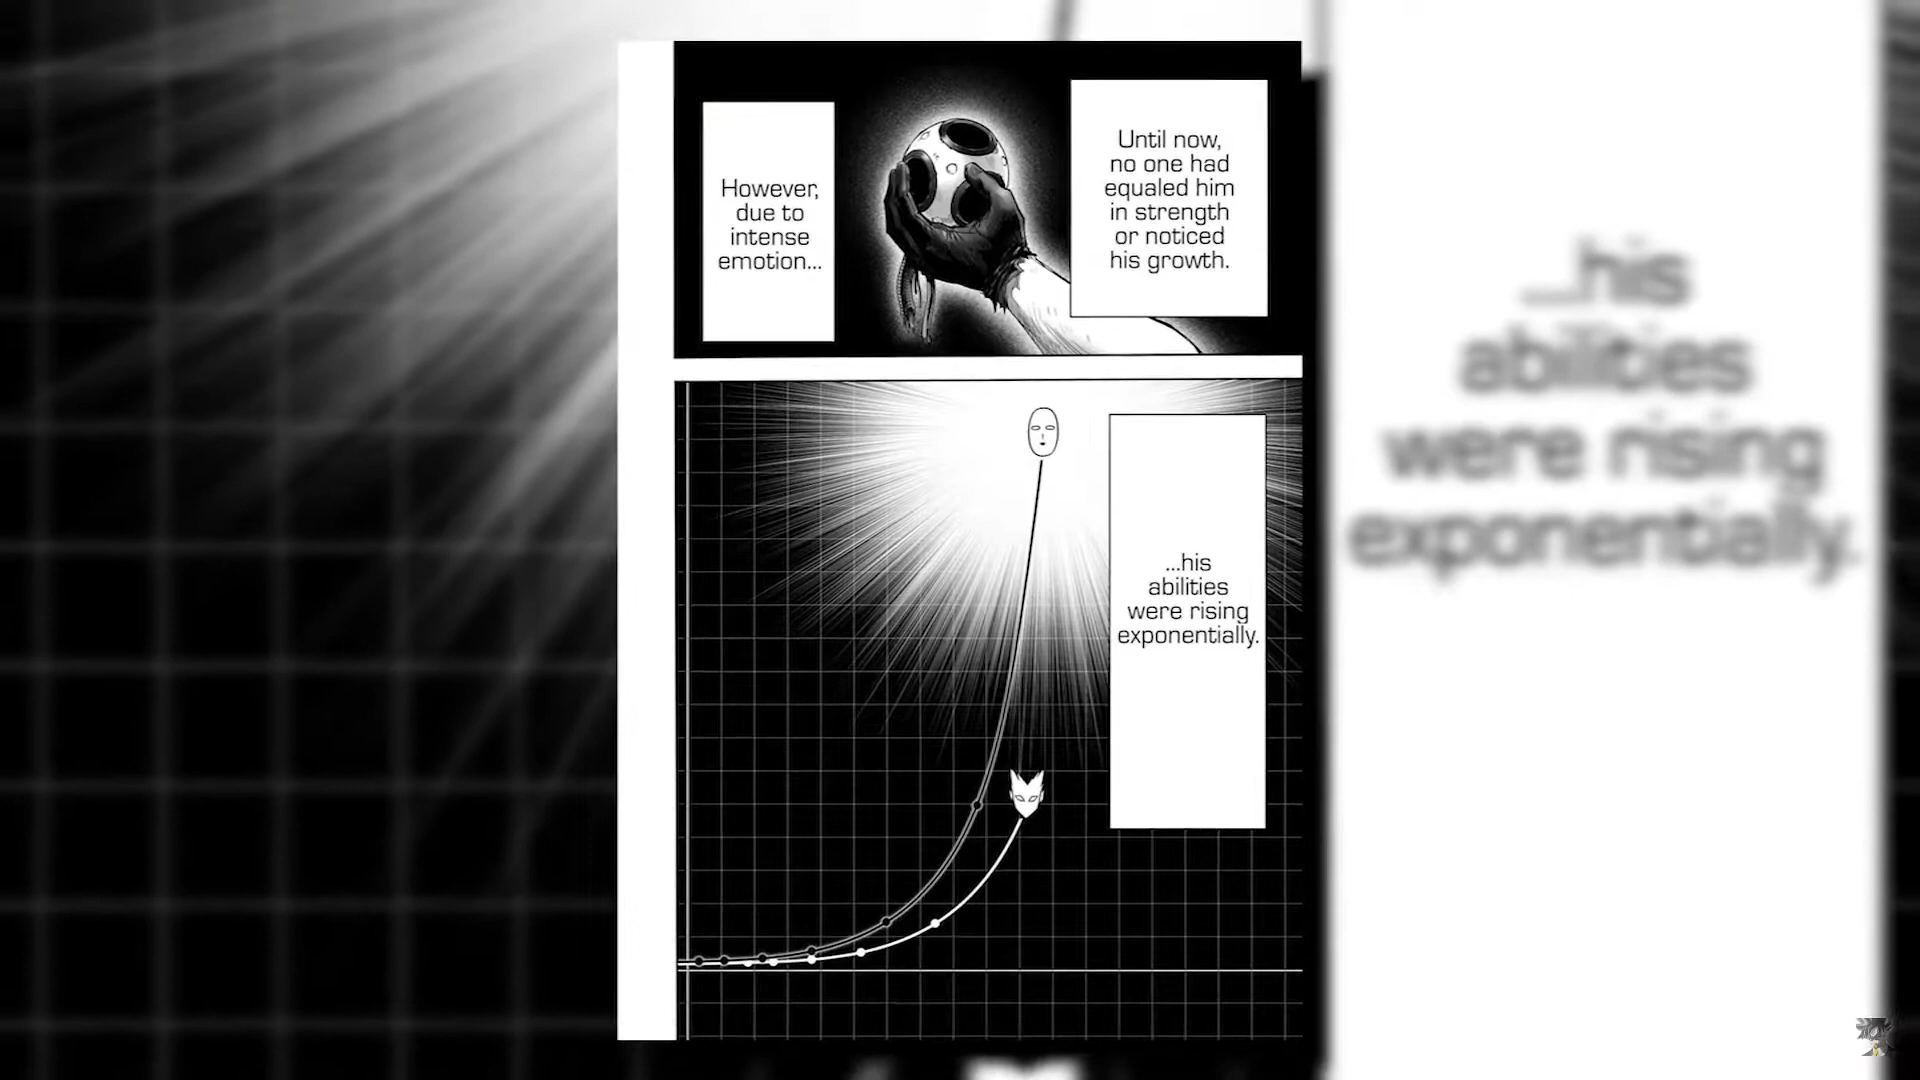 Until now,
no one had
equaled him
in strength
or noticed
his growth.
However,
due to
intense
emotion...
...his
abilities
were rising
exponentially.
...his
abilities
were rising
exponentially.